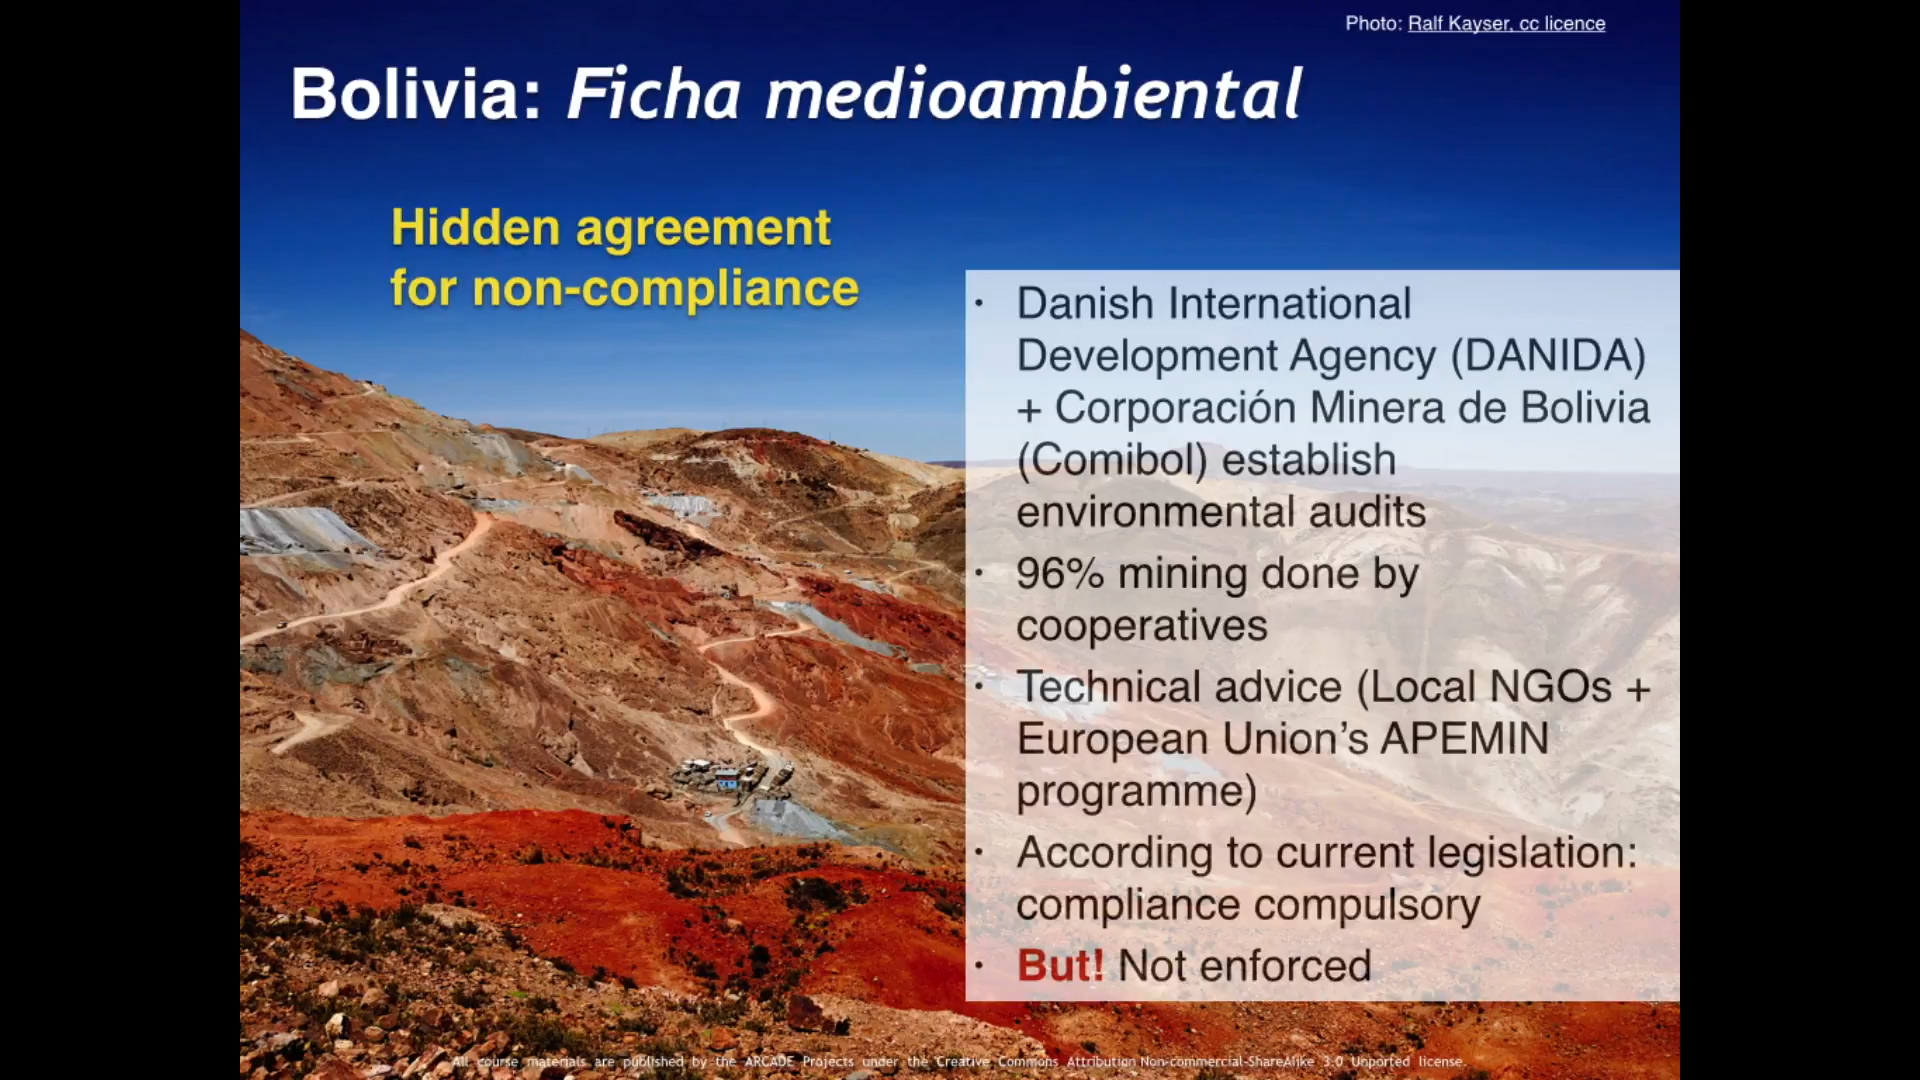 Photo: Ralf Kayser, cc licence
Bolivia: Ficha medioambiental
Hidden agreement
for non-compliance
· Danish International
Development Agency (DANIDA)
+ Corporación Minera de Bolivia
(Comibol) establish
environmental audits
· 96% mining done by
cooperatives
· Technical advice (Local NGOs +
European Union’s APEMIN
programme)
· According to current legislation:
compliance compulsory
· But! Not enforced
All course materials are published by the ARCADE Projects under the Creative Commons Attribution Non-commercial-ShareAlike 3.0 Unported license.